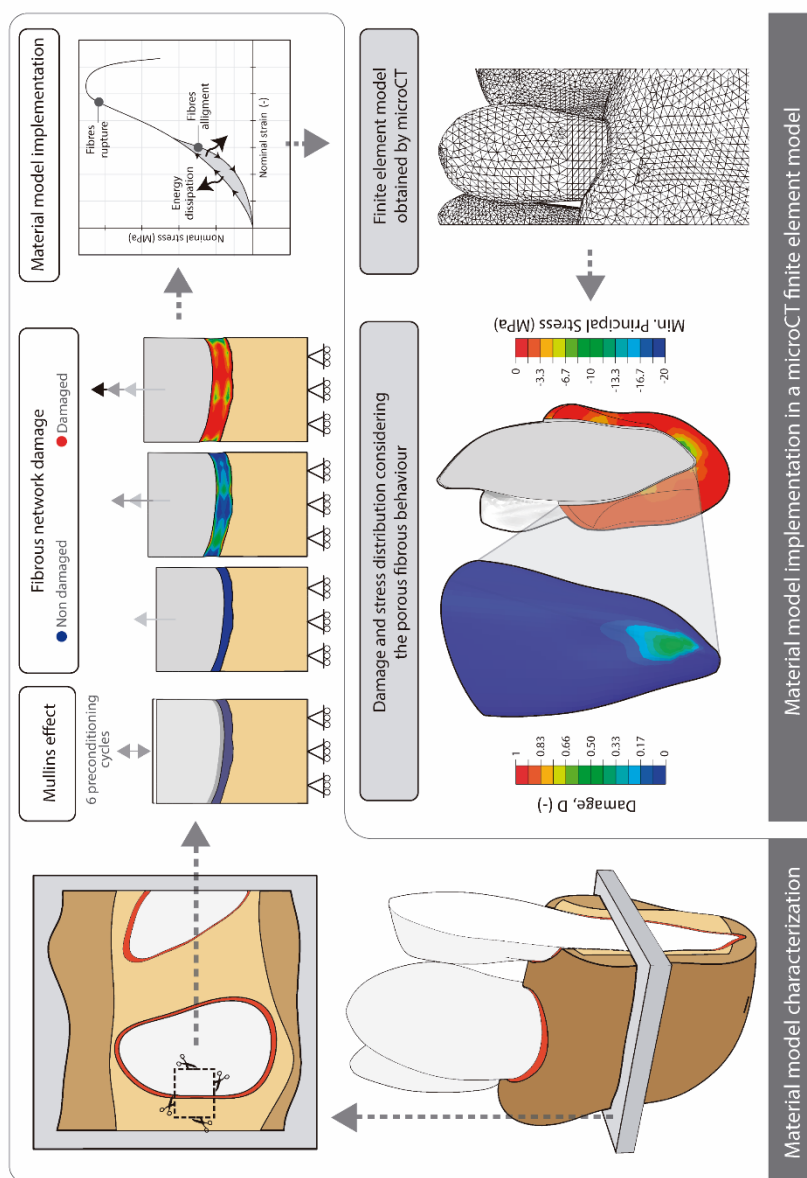 Mullins effect
6 preconditioning
cycles
Fibrous network damage
Non damaged
Damaged
Material model implementation
Nominal stress (MPa)
Fibres
rupture
Energy
dissipation
Fibres
alligment
Nominal strain (-)
Damage and stress distribution considering
the porous fibrous behaviour
Damage, D (-)
1
0.83
0.66
0.50
0.33
0.17
0
0
-3.3
-6.7
-10
-13.3
-16.7
-20
Min. Principal Stress (MPa)
Finite element model
obtained by microCT
Material model characterization
Material model implementation in a microCT finite element model